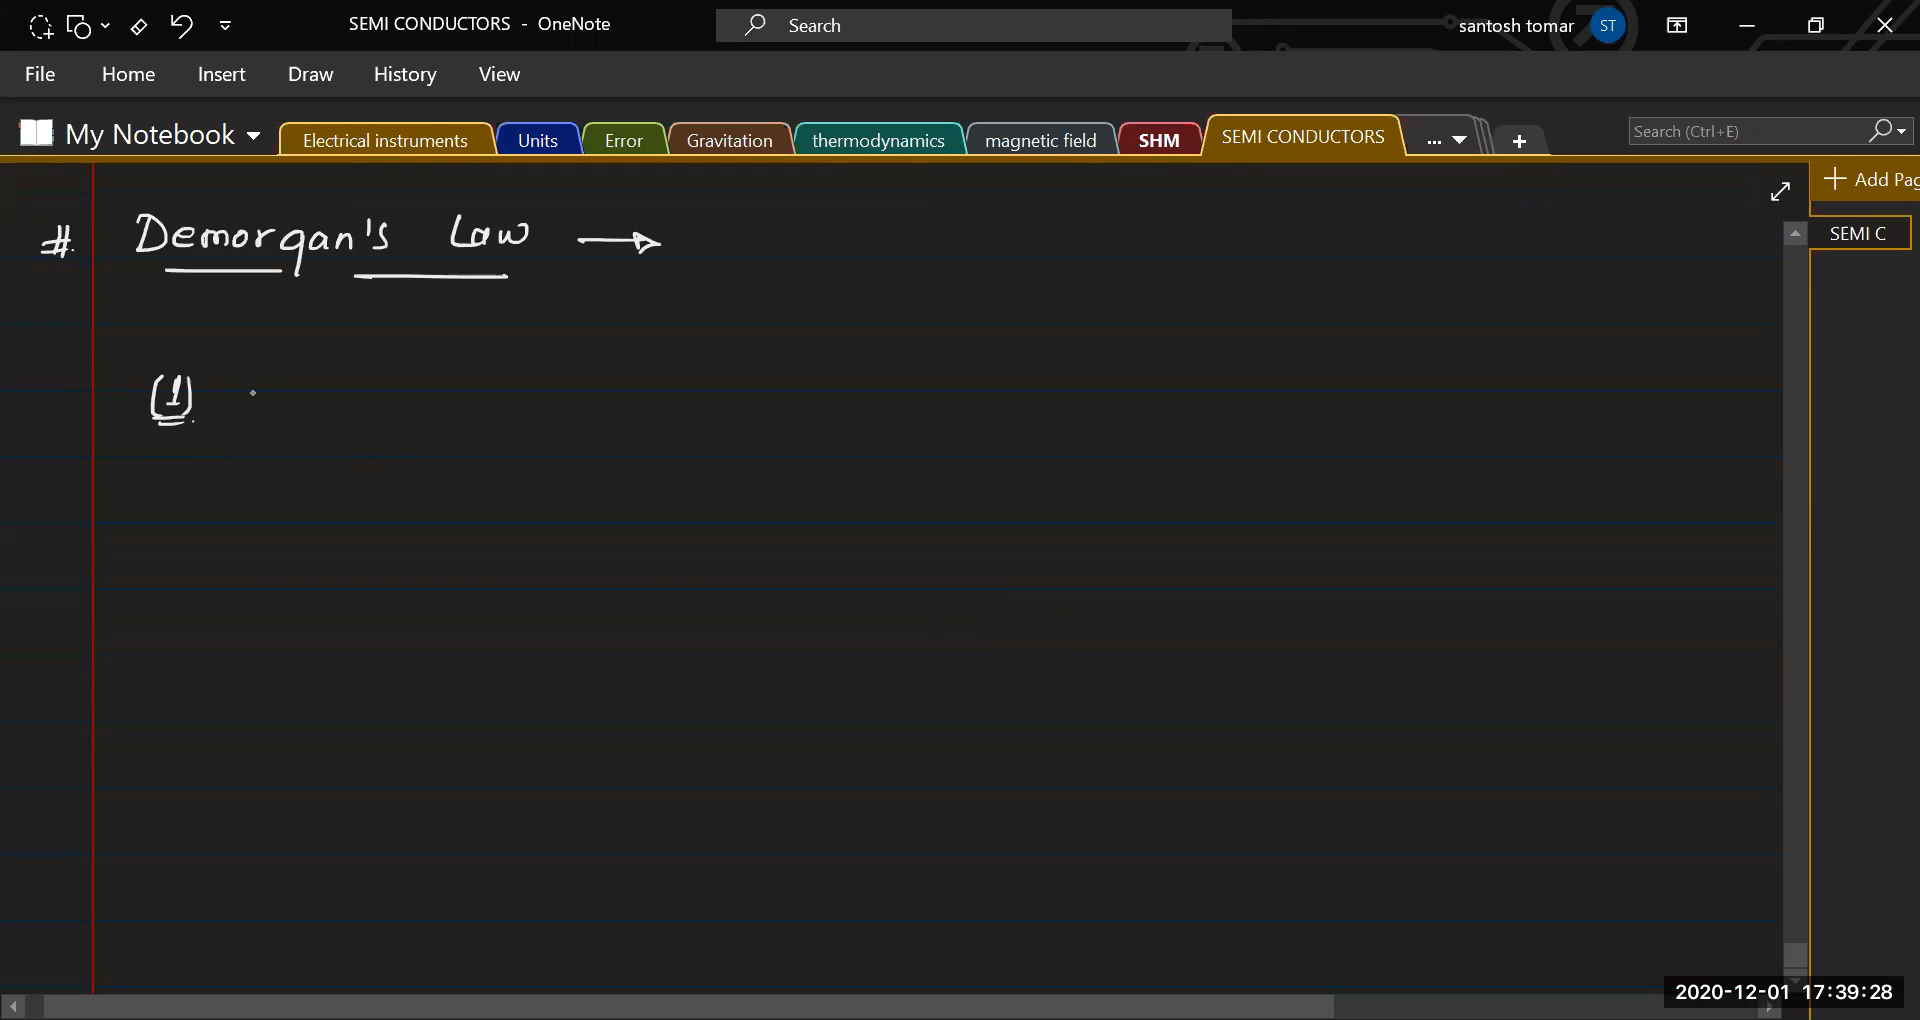 SEMI CONDUCTORS - OneNote
Search
santosh tomar ST
File Home Insert Draw History View
My Notebook Electrical instruments Units Error Gravitation thermodynamics magnetic field SHM SEMI CONDUCTORS ... + Search (Ctrl+E)
+ Add Pag
SEMI C
# Demorgan's Law →
(1)
2020-12-01 17:39:28